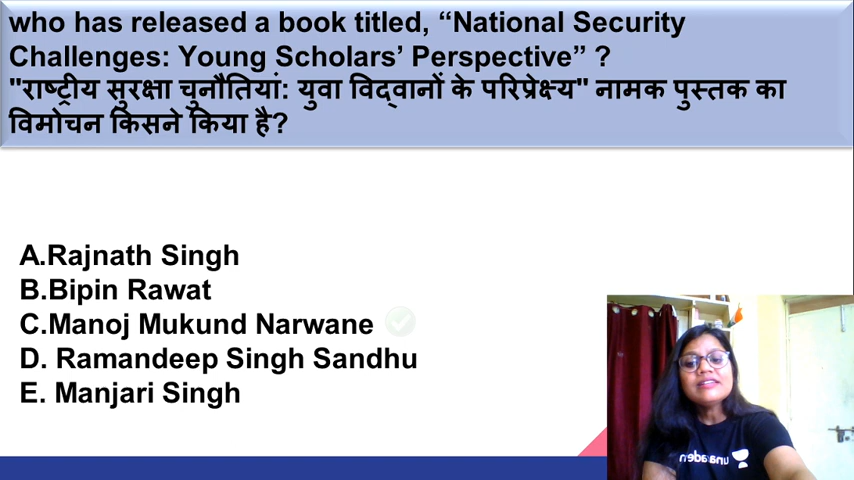 who has released a book titled, “National Security
Challenges: Young Scholars’ Perspective” ?
"राष्ट्रीय सुरक्षा चुनौतियां: युवा विद्वानों के परिप्रेक्ष्य" नामक पुस्तक का
विमोचन किसने किया है?
A.Rajnath Singh
B.Bipin Rawat
C.Manoj Mukund Narwane
D. Ramandeep Singh Sandhu
E. Manjari Singh